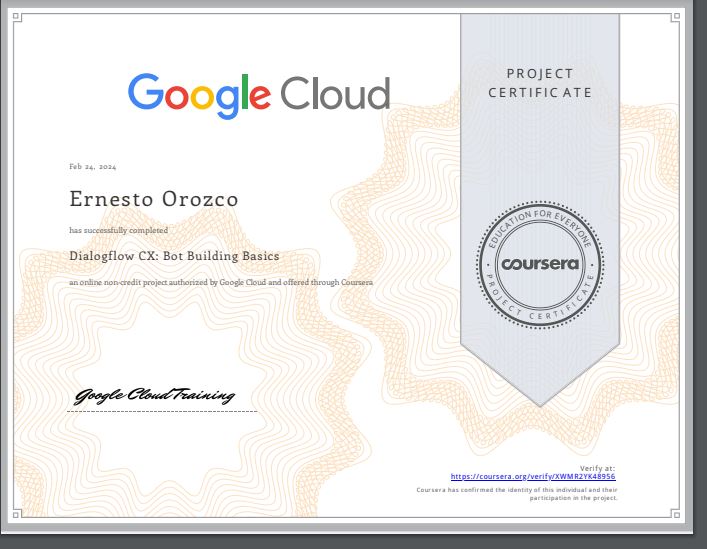 Google Cloud
PROJECT
CERTIFICATE
Feb 24, 2024
Ernesto Orozco
has successfully completed
Dialogflow CX: Bot Building Basics
an online non-credit project authorized by Google Cloud and offered through Coursera
EDUCATION FOR EVERYONE
coursera
PROJECT CERTIFICATE
Google Cloud Training
Verify at:
https://coursera.org/verify/XWMR2YK48956
Coursera has confirmed the identity of this individual and their
participation in the project.